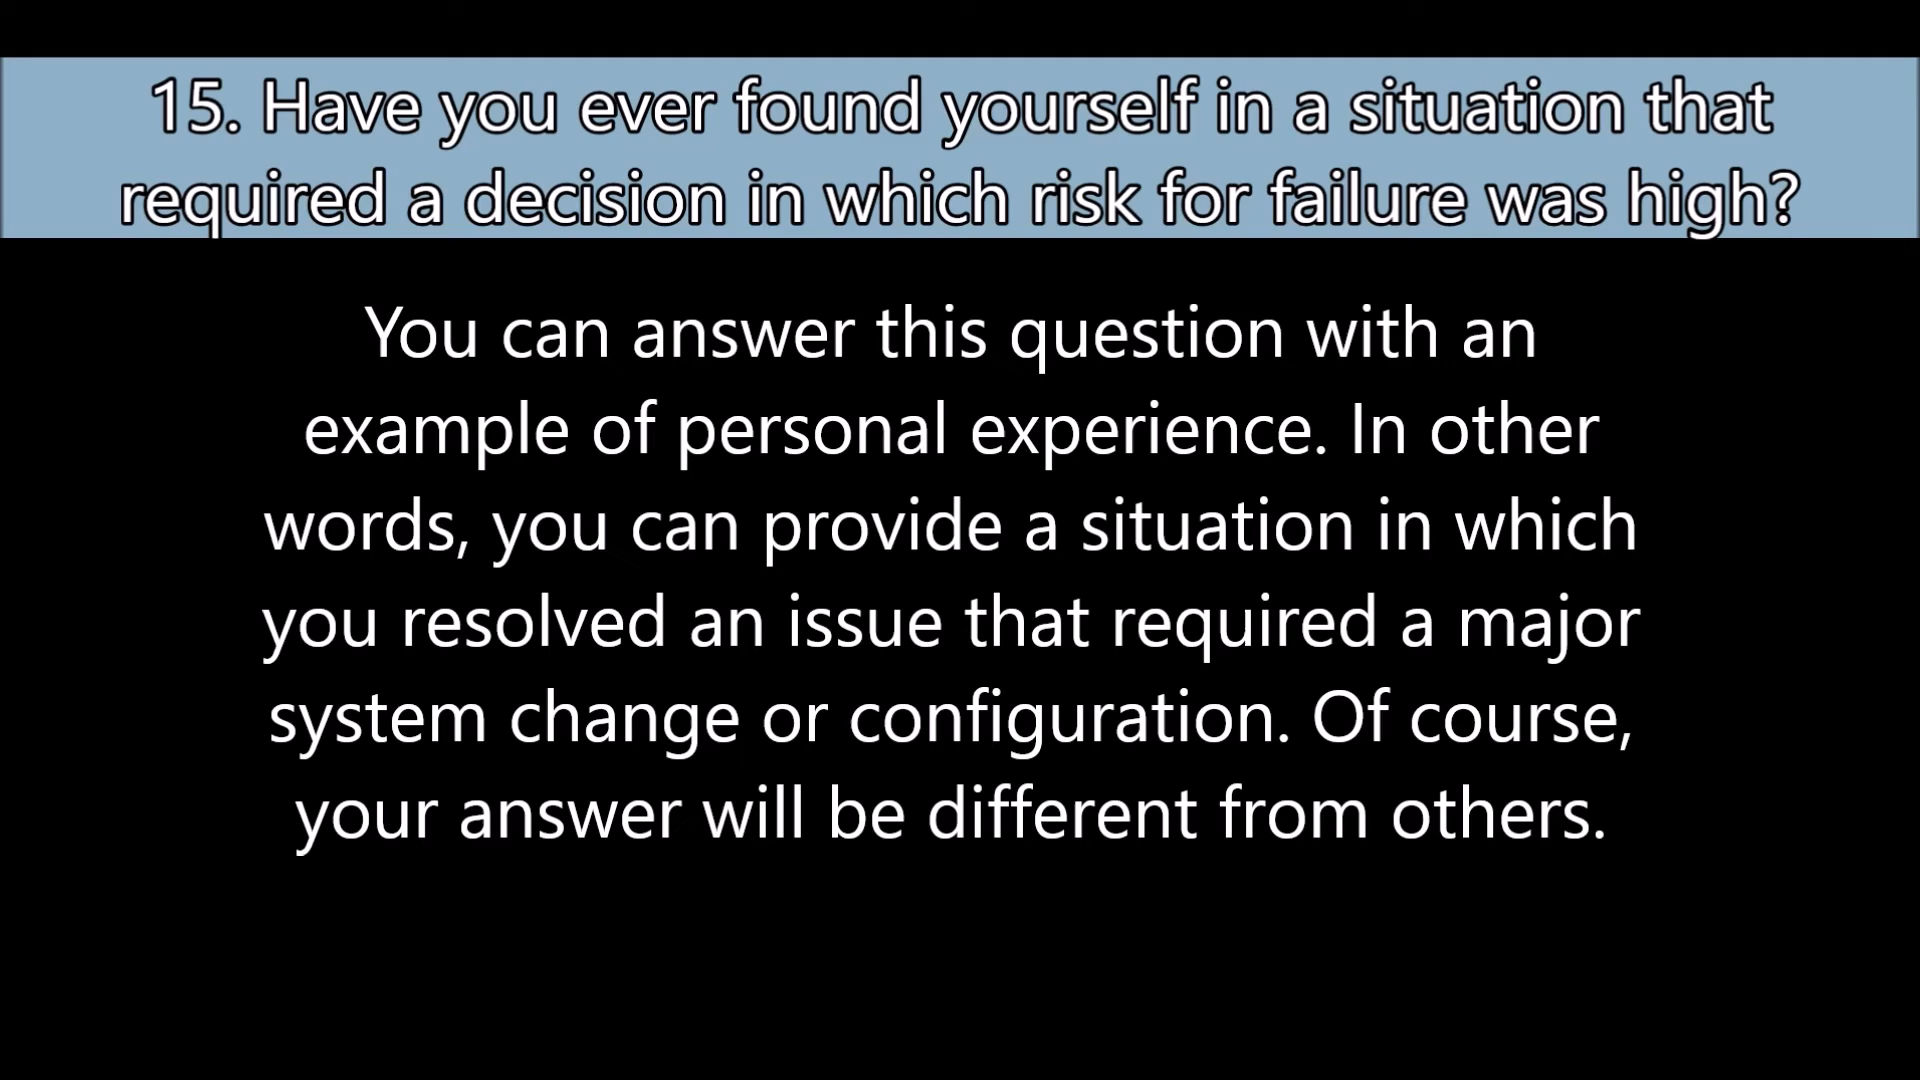 15. Have you ever found yourself in a situation that
required a decision in which risk for failure was high?
You can answer this question with an
example of personal experience. In other
words, you can provide a situation in which
you resolved an issue that required a major
system change or configuration. Of course,
your answer will be different from others.